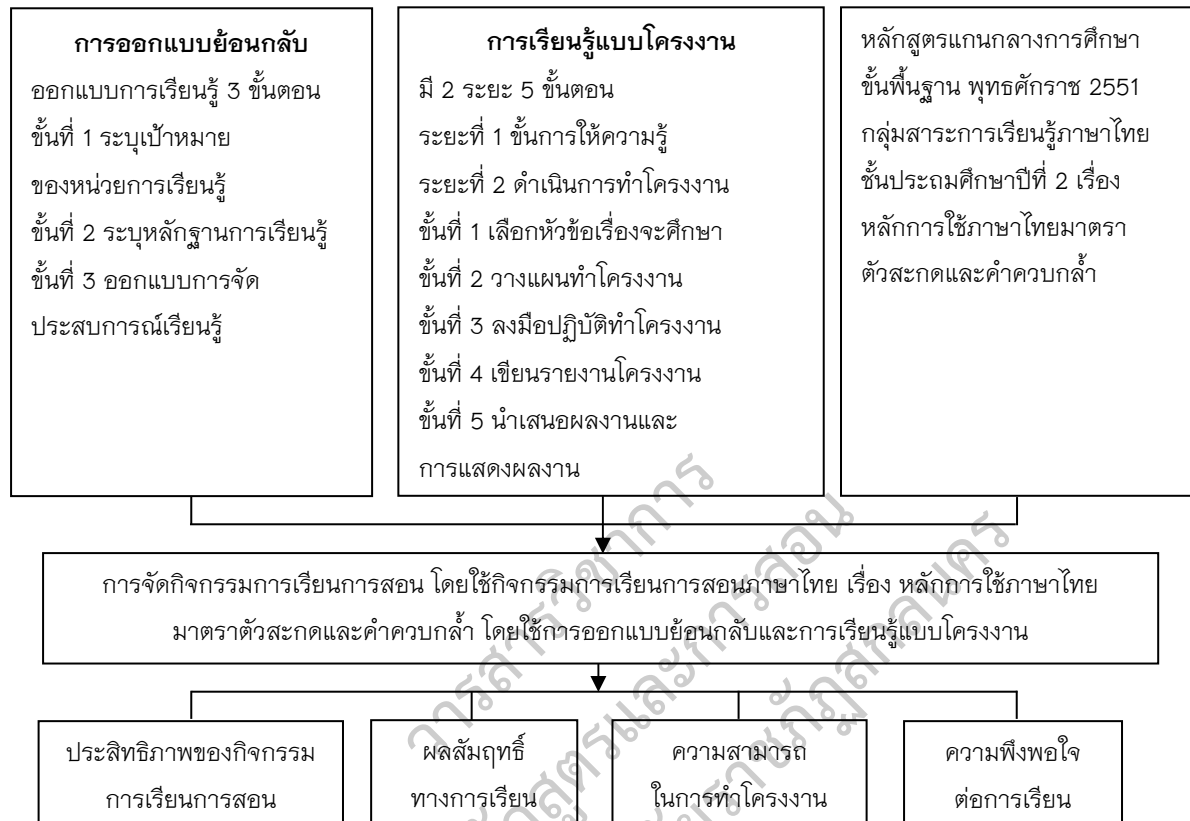 การออกแบบย้อนกลับ
ออกแบบการเรียนรู้ 3 ขั้นตอน
ขั้นที่ 1 ระบุเป้าหมาย
ของหน่วยการเรียนรู้
ขั้นที่ 2 ระบุหลักฐานการเรียนรู้
ขั้นที่ 3 ออกแบบการจัด
ประสบการณ์เรียนรู้
การเรียนรู้แบบโครงงาน
มี 2 ระยะ 5 ขั้นตอน
ระยะที่ 1 ขั้นการให้ความรู้
ระยะที่ 2 ดำเนินการทำโครงงาน
ขั้นที่ 1 เลือกหัวข้อเรื่องจะศึกษา
ขั้นที่ 2 วางแผนทำโครงงาน
ขั้นที่ 3 ลงมือปฏิบัติทำโครงงาน
ขั้นที่ 4 เขียนรายงานโครงงาน
ขั้นที่ 5 นำเสนอผลงานและ
การแสดงผลงาน
หลักสูตรแกนกลางการศึกษา
ขั้นพื้นฐาน พุทธศักราช 2551
กลุ่มสาระการเรียนรู้ภาษาไทย
ชั้นประถมศึกษาปีที่ 2 เรื่อง
หลักการใช้ภาษาไทยมาตรา
ตัวสะกดและคำควบกล้ำ
การจัดกิจกรรมการเรียนการสอน โดยใช้กิจกรรมการเรียนการสอนภาษาไทย เรื่อง หลักการใช้ภาษาไทย
มาตราตัวสะกดและคำควบกล้ำ โดยใช้การออกแบบย้อนกลับและการเรียนรู้แบบโครงงาน
ประสิทธิภาพของกิจกรรม
การเรียนการสอน
ผลสัมฤทธิ์
ทางการเรียน
ความสามารถ
ในการทำโครงงาน
ความพึงพอใจ
ต่อการเรียน